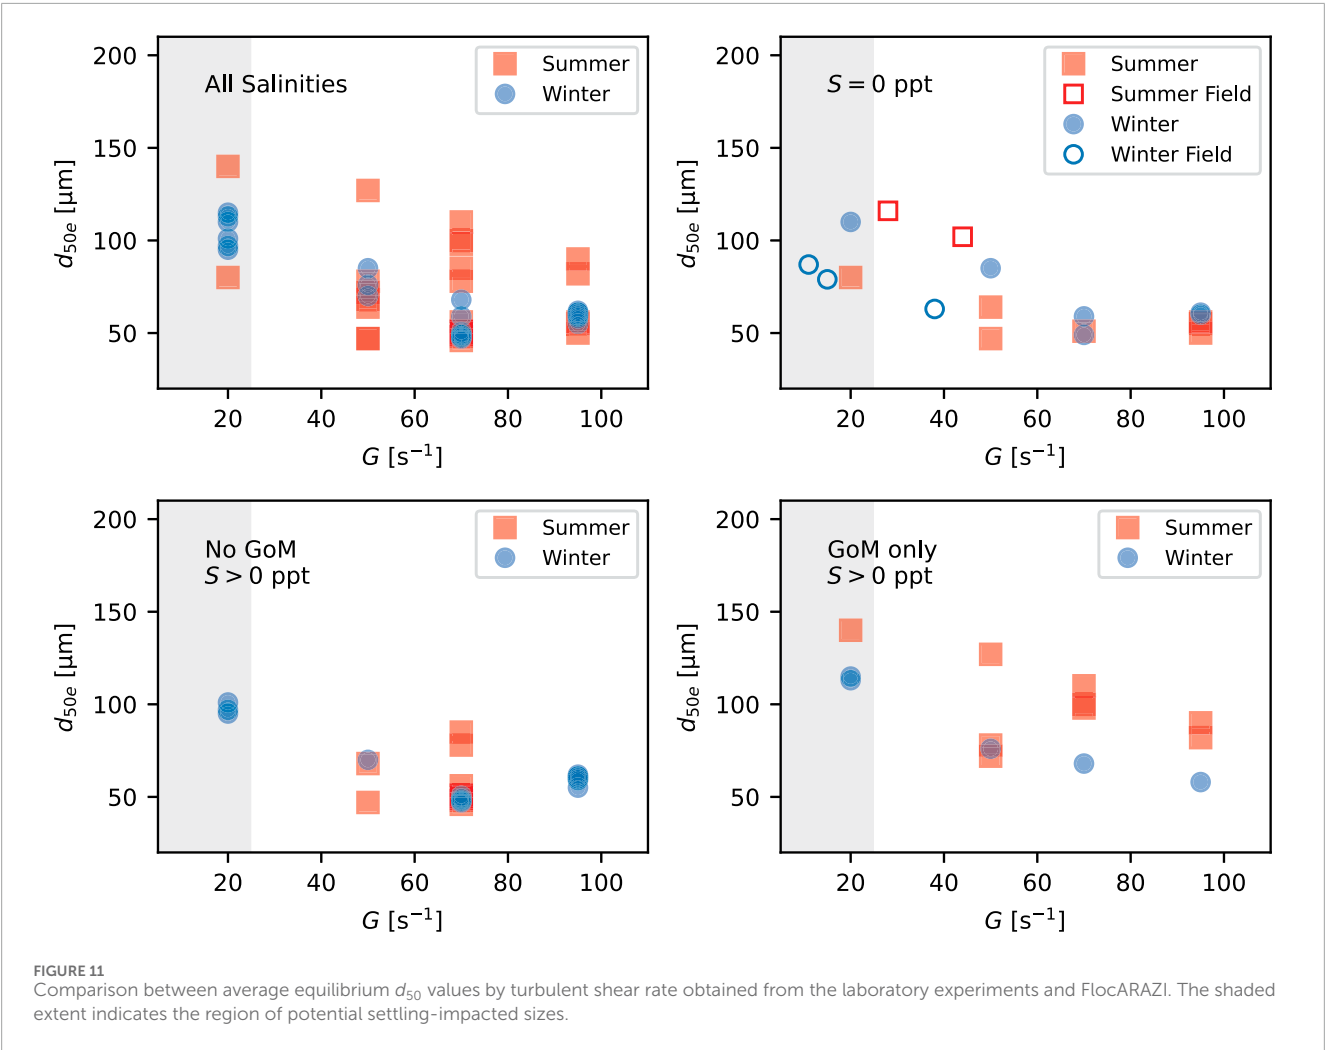 200
150
100
50
20
40
60
80
100
d50e [µm]
G [s−1]
All Salinities
Summer
Winter
200
150
100
50
20
40
60
80
100
d50e [µm]
G [s−1]
S = 0 ppt
Summer
Summer Field
Winter
Winter Field
200
150
100
50
20
40
60
80
100
d50e [µm]
G [s−1]
No GoM
S > 0 ppt
Summer
Winter
200
150
100
50
20
40
60
80
100
d50e [µm]
G [s−1]
GoM only
S > 0 ppt
Summer
Winter
FIGURE 11
Comparison between average equilibrium d50 values by turbulent shear rate obtained from the laboratory experiments and FlocARAZI. The shaded
extent indicates the region of potential settling-impacted sizes.